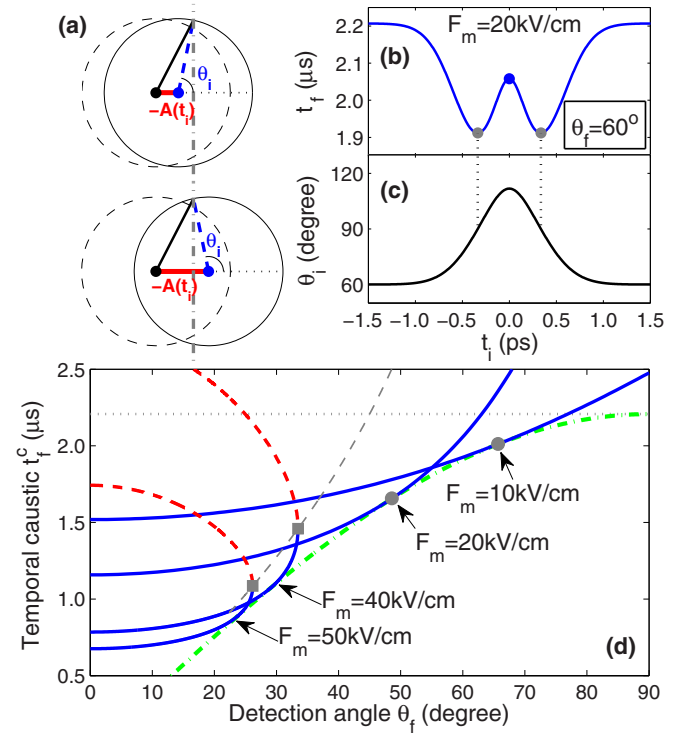 (a)
θi
-A(ti)
θi
-A(ti)
Fm=20kV/cm
(b)
θf=60°
tf (μs)
2.2
2.1
2.0
1.9
(c)
θi (degree)
120
90
60
−1.5 −1.0 −0.5 0.0 0.5 1.0 1.5
ti (ps)
Temporal caustic tfc (μs)
2.5
2.0
1.5
1.0
0.5
Fm=10kV/cm
Fm=20kV/cm
Fm=40kV/cm
Fm=50kV/cm
(d)
0 10 20 30 40 50 60 70 80 90
Detection angle θf (degree)